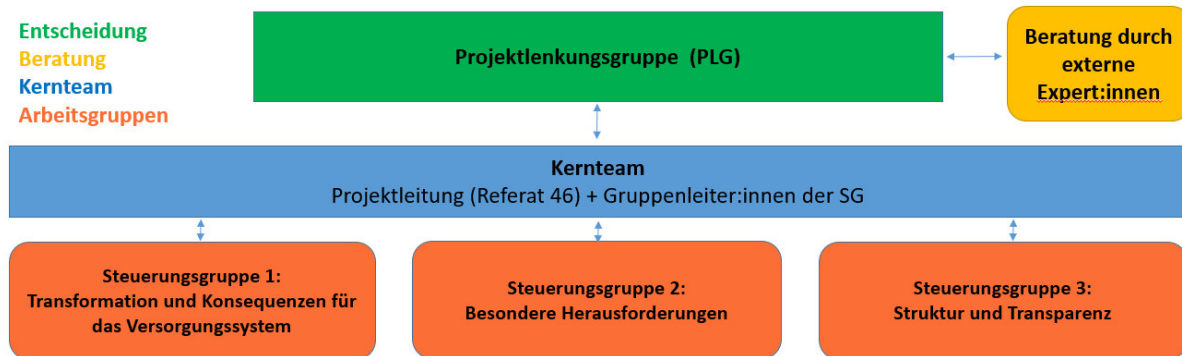 Entscheidung
Beratung
Kernteam
Arbeitsgruppen
Projektlenkungsgruppe (PLG)
Beratung durch
externe
Expert:innen
Kernteam
Projektleitung (Referat 46) + Gruppenleiter:innen der SG
Steuerungsgruppe 1:
Transformation und Konsequenzen für
das Versorgungssystem
Steuerungsgruppe 2:
Besondere Herausforderungen
Steuerungsgruppe 3:
Struktur und Transparenz